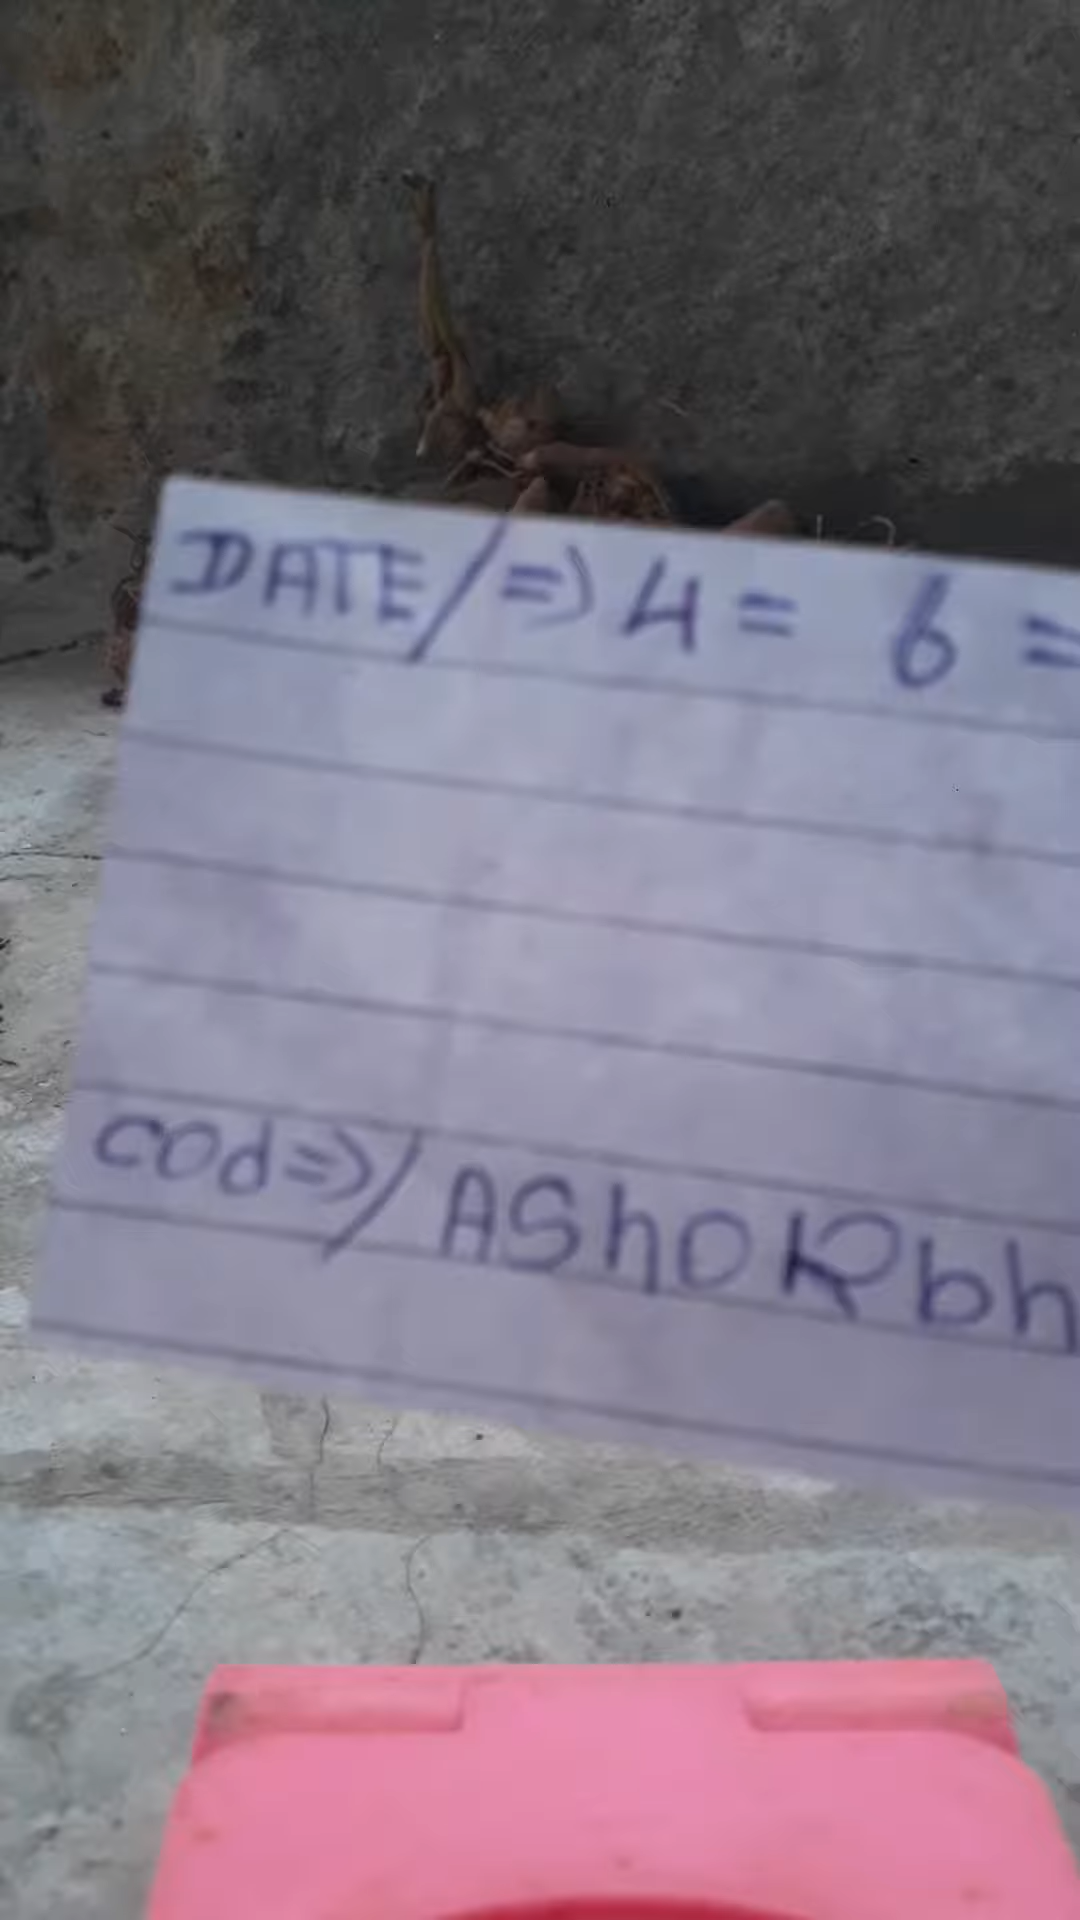 DATE/⇒ 4 = 6 =
COd⇒/ AShOKbh